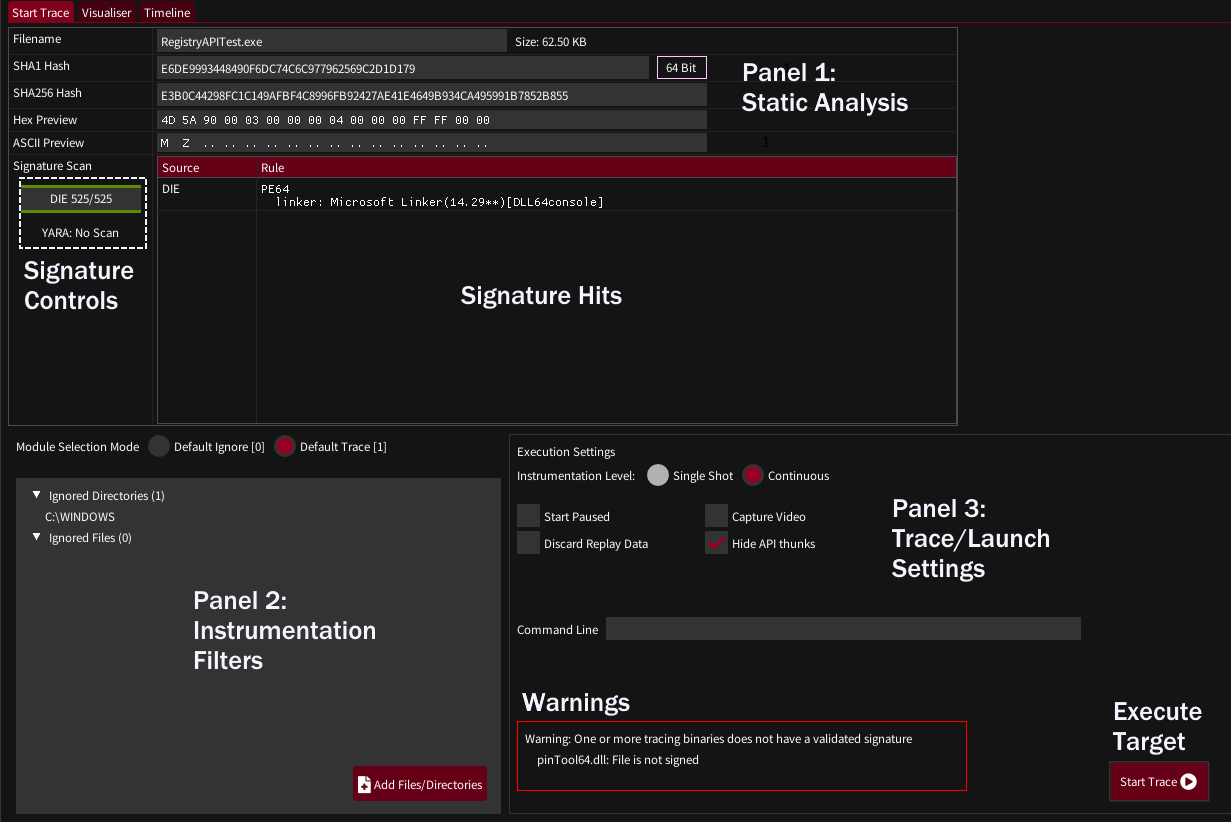 Start Trace Visualiser Timeline
Filename RegistryAPITest.exe Size: 62.50 KB
SHA1 Hash E6DE9993448490F6DC74C6C977962569C2D1D179 64 Bit
SHA256 Hash E3B0C44298FC1C149AFBF4C8996FB92427AE41E4649B934CA495991B7852B855
Panel 1:
Static Analysis
Hex Preview 4D 5A 90 00 03 00 00 00 04 00 00 00 FF FF 00 00
ASCII Preview M Z .. .. .. .. .. .. .. .. .. .. .. .. .. .. 1
Signature Scan Source Rule
DIE 525/525 DIE PE64
linker: Microsoft Linker(14.29**)[DLL64console]
YARA: No Scan
Signature
Controls
Signature Hits
Module Selection Mode Default Ignore [0] Default Trace [1]
Ignored Directories (1)
C:\WINDOWS
Ignored Files (0)
Panel 2:
Instrumentation
Filters
Add Files/Directories
Execution Settings
Instrumentation Level: Single Shot Continuous
Start Paused Capture Video
Discard Replay Data Hide API thunks
Panel 3:
Trace/Launch
Settings
Command Line
Warnings
Warning: One or more tracing binaries does not have a validated signature
pinTool64.dll: File is not signed
Execute
Target
Start Trace